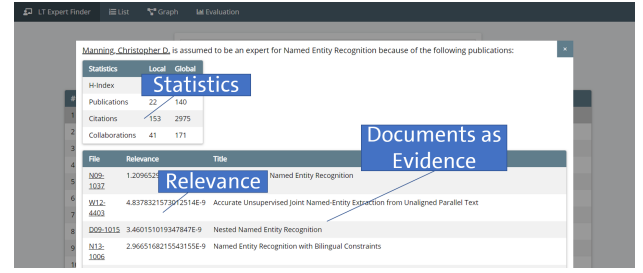 LT Expert Finder List Graph Evaluation
Manning, Christopher D. is assumed to be an expert for Named Entity Recognition because of the following publications:
×
Statistics Local Global
H-Index
Statistics
Publications 22 140
Citations 153 2975
Collaborations 41 171
Documents as
Evidence
File Relevance Title
N09-1037 1.2096529 Named Entity Recognition
Relevance
W12-4403 4.8378321573012514E-9 Accurate Unsupervised Joint Named-Entity Extraction from Unaligned Parallel Text
D09-1015 3.460151019347847E-9 Nested Named Entity Recognition
N13-1006 2.9665168215543155E-9 Named Entity Recognition with Bilingual Constraints